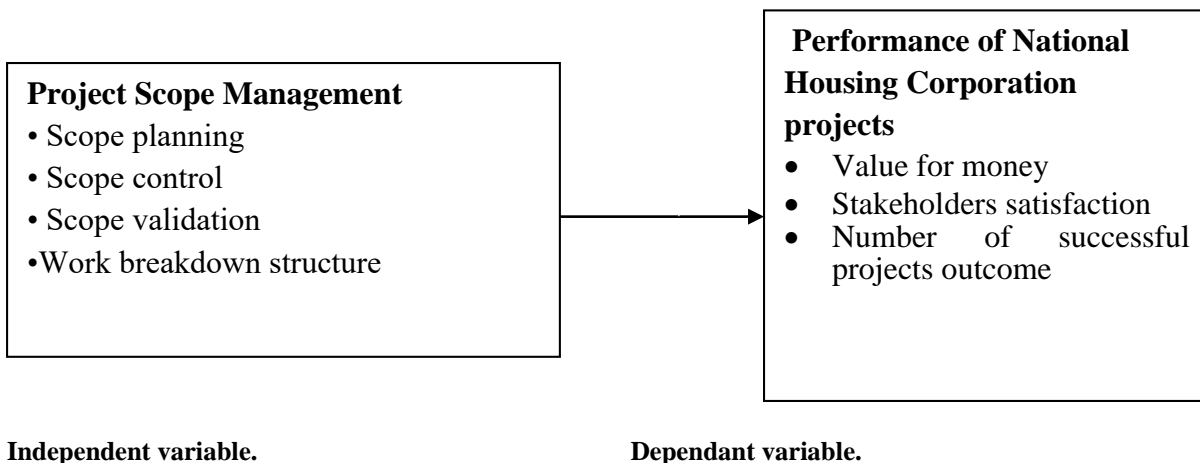 Project Scope Management
• Scope planning
• Scope control
• Scope validation
•Work breakdown structure
Performance of National
Housing Corporation
projects
• Value for money
• Stakeholders satisfaction
• Number of successful
projects outcome
Independent variable.
Dependant variable.